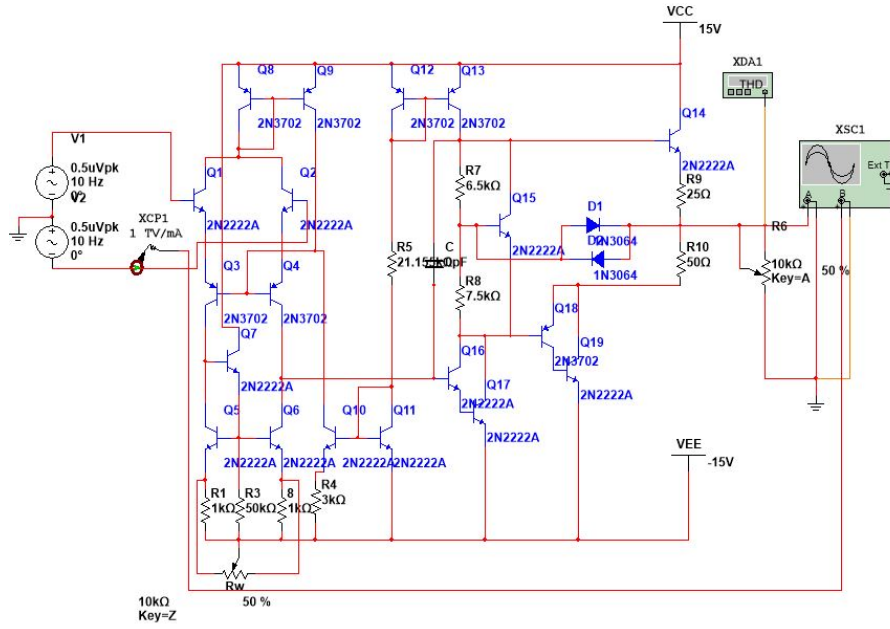 VCC
15V
XDA1
THD
XSC1
Ext T
A
B
Q8
Q9
Q12
Q13
2N3702
2N3702
2N3702
2N3702
Q14
2N2222A
V1
0.5uVpk
10 Hz
0°
V2
0.5uVpk
10 Hz
0°
XCP1
1 TV/mA
Q1
Q2
2N2222A
2N2222A
R7
6.5kΩ
Q15
2N2222A
R9
25Ω
D1
1N3064
D2
1N3064
R10
50Ω
R6
10kΩ
Key=A
50 %
Q3
Q4
2N3702
2N3702
R5
C
R8
7.5kΩ
Q7
2N2222A
Q16
2N2222A
Q17
2N2222A
Q18
2N3702
Q19
2N2222A
Q5
Q6
Q10
Q11
2N2222A
2N2222A
2N2222A
2N2222A
VEE
-15V
R1
1kΩ
R3
50kΩ
8
1kΩ
R4
3kΩ
Rw
10kΩ
Key=Z
50 %